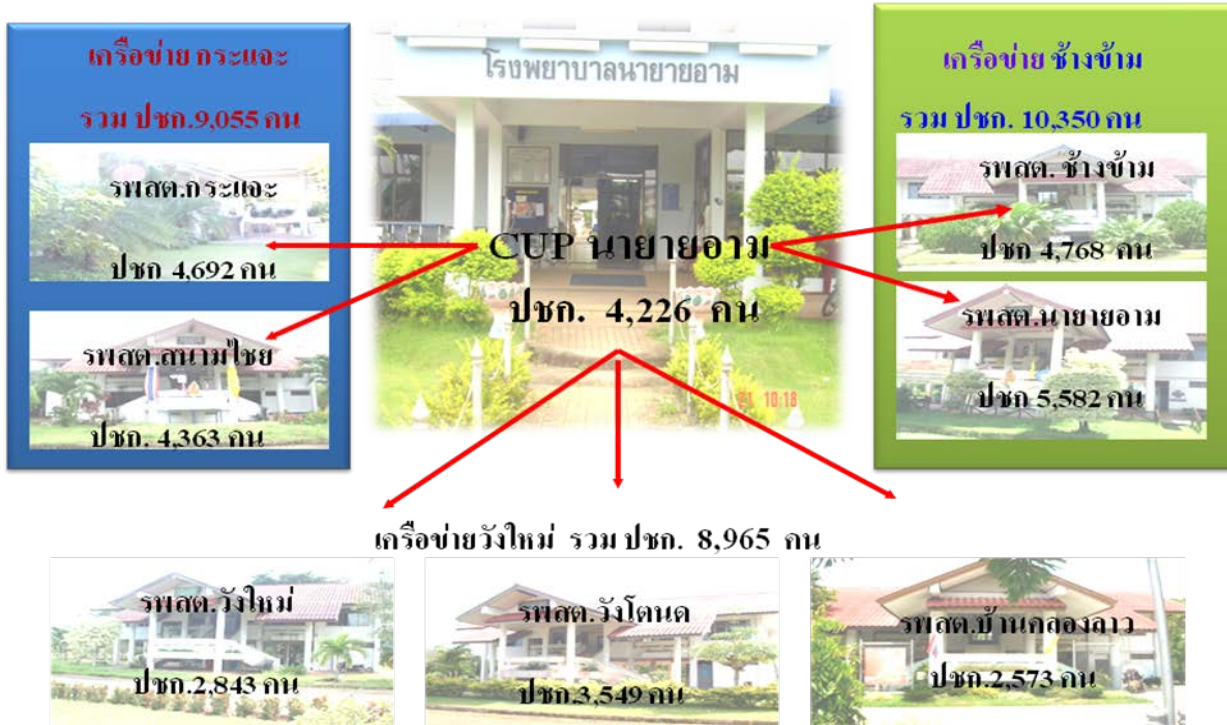 เครือข่าย กระแจะ
รวม ปชก.9,055 คน
รพสต.กระแจะ
ปชก 4,692 คน
รพสต.สนามไชย
ปชก. 4,363 คน
โรงพยาบาลนายายอาม
CUP นายายอาม
ปชก. 4,226 คน
10:18
เครือข่าย ช้างข้าม
รวม ปชก. 10,350 คน
รพสต. ช้างข้าม
ปชก 4,768 คน
รพสต.นายายอาม
ปชก 5,582 คน
เครือข่ายวังใหม่ รวม ปชก. 8,965 คน
รพสต.วังใหม่
ปชก.2,843 คน
รพสต.วังโตนด
ปชก.3,549 คน
รพสต.บ้านคลองลาว
ปชก.2,573 คน